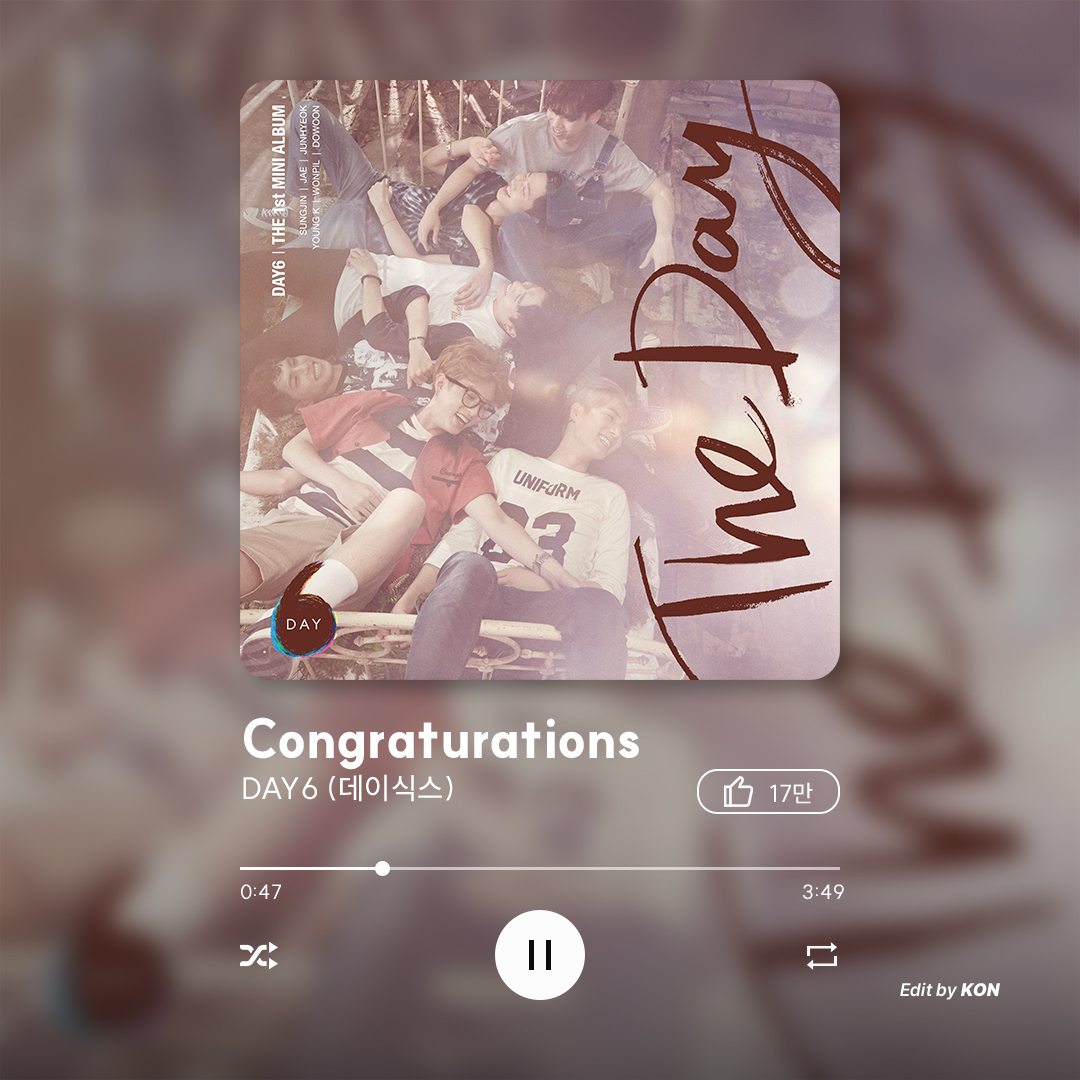 DAY6 | THE 1st MINI ALBUM
SUNGJIN | JAE | JUNHYEOK
YOUNG K | WONPIL | DOWOON
The Day
UNIFORM
DAY
Congraturations
DAY6 (데이식스)
17만
0:47
3:49
Edit by KON